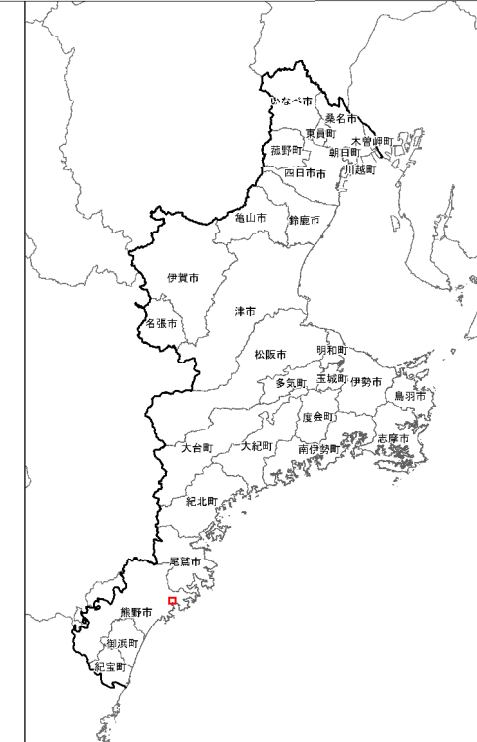 いなべ市
桑名市
東員町
木曽岬町
菰野町
朝日町
四日市市
川越町
亀山市
鈴鹿市
伊賀市
津市
名張市
松阪市
明和町
多気町
玉城町
伊勢市
鳥羽市
度会町
志摩市
大台町
大紀町
南伊勢町
紀北町
尾鷲市
熊野市
御浜町
紀宝町